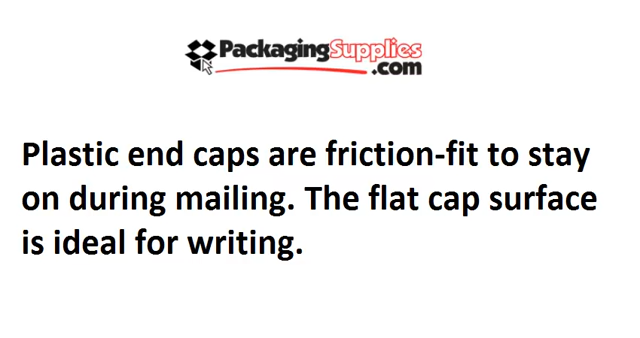 PackagingSupplies
.com
Plastic end caps are friction-fit to stay
on during mailing. The flat cap surface
is ideal for writing.